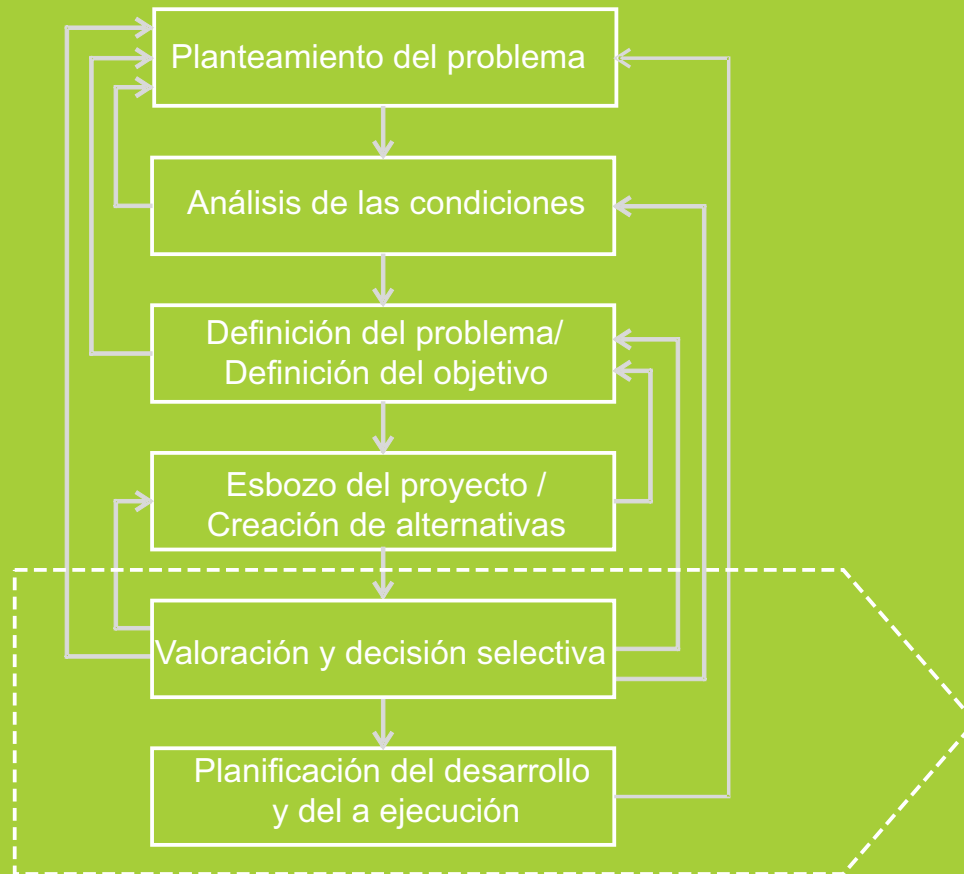 Planteamiento del problema
Análisis de las condiciones
Definición del problema/
Definición del objetivo
Esbozo del proyecto /
Creación de alternativas
Valoración y decisión selectiva
Planificación del desarrollo
y del a ejecución